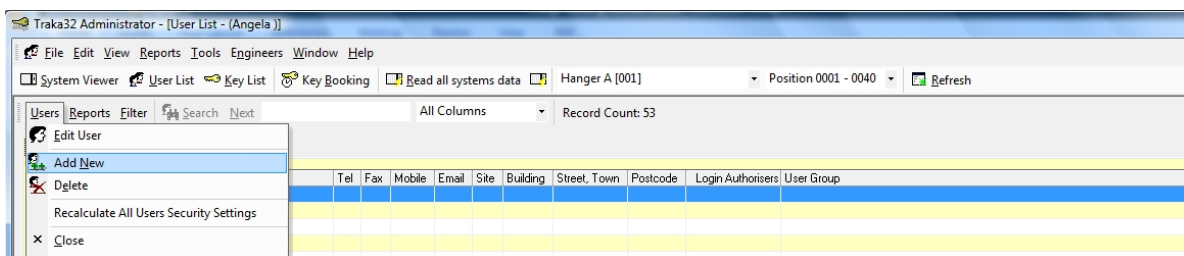 Traka32 Administrator - [User List - (Angela )]
File Edit View Reports Tools Engineers Window Help
System Viewer User List Key List Key Booking Read all systems data Hanger A [001] Position 0001 - 0040 Refresh
Users Reports Filter Search Next All Columns Record Count: 53
Edit User
Add New
Delete
Tel Fax Mobile Email Site Building Street, Town Postcode Login Authorisers User Group
Recalculate All Users Security Settings
Close